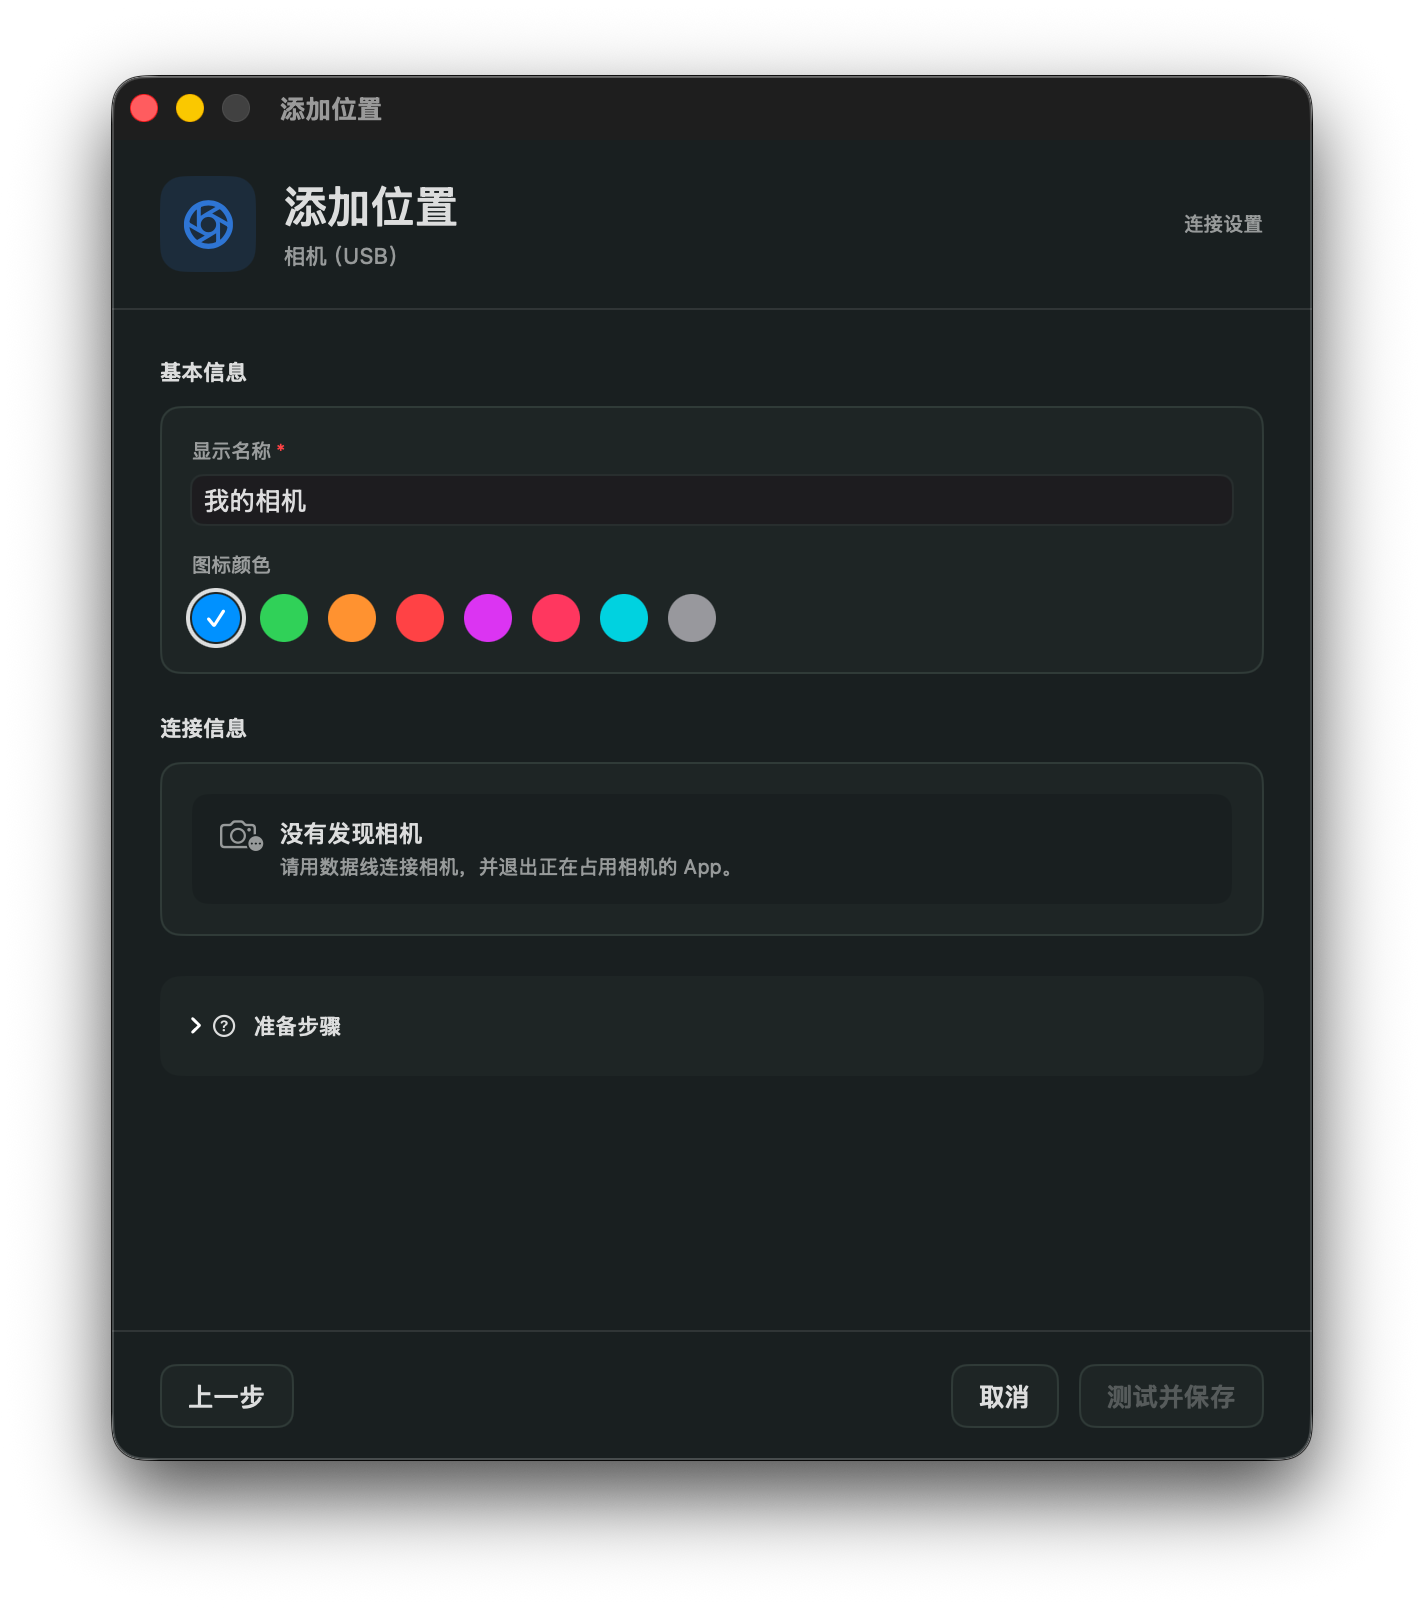 添加位置
添加位置
相机 (USB)
连接设置
基本信息
显示名称 *
我的相机
图标颜色
连接信息
没有发现相机
请用数据线连接相机，并退出正在占用相机的 App。
准备步骤
上一步
取消
测试并保存